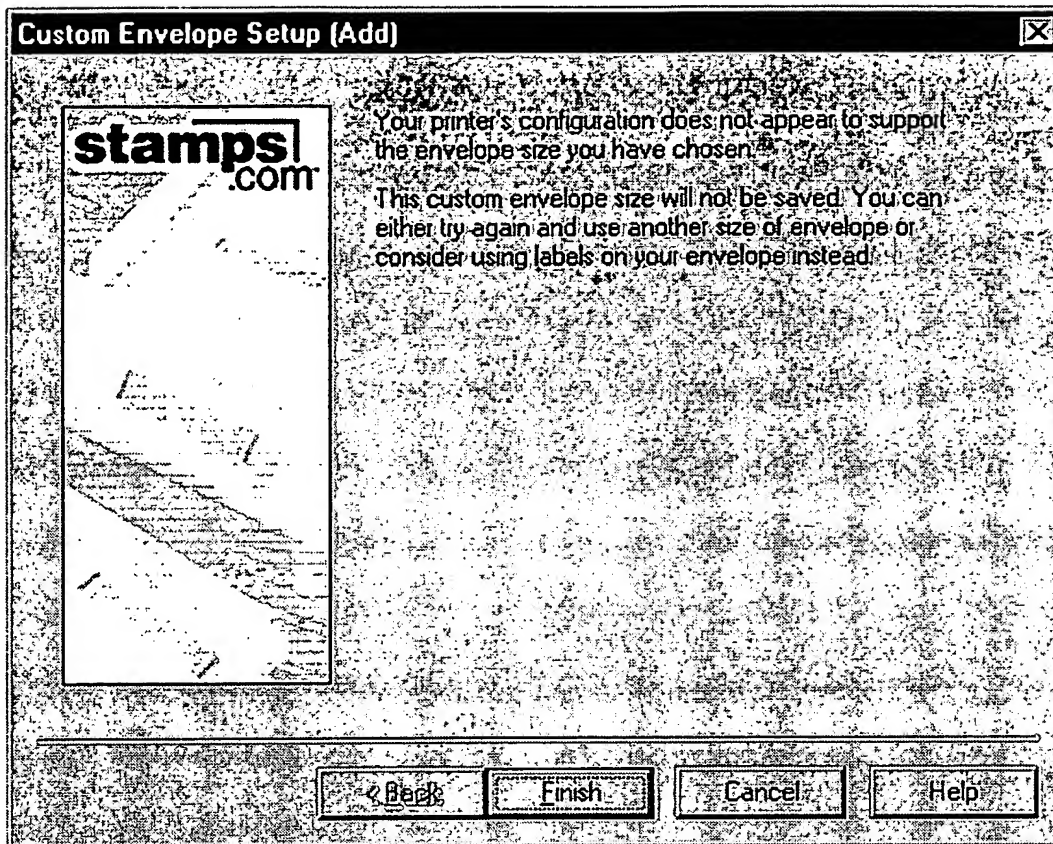 Custom Envelope Setup (Add)
stamps
.com
Your printer's configuration does not appear to support
the envelope size you have chosen.
This custom envelope size will not be saved. You can
either try again and use another size of envelope or
consider using labels on your envelope instead.
< Back
Finish
Cancel
Help